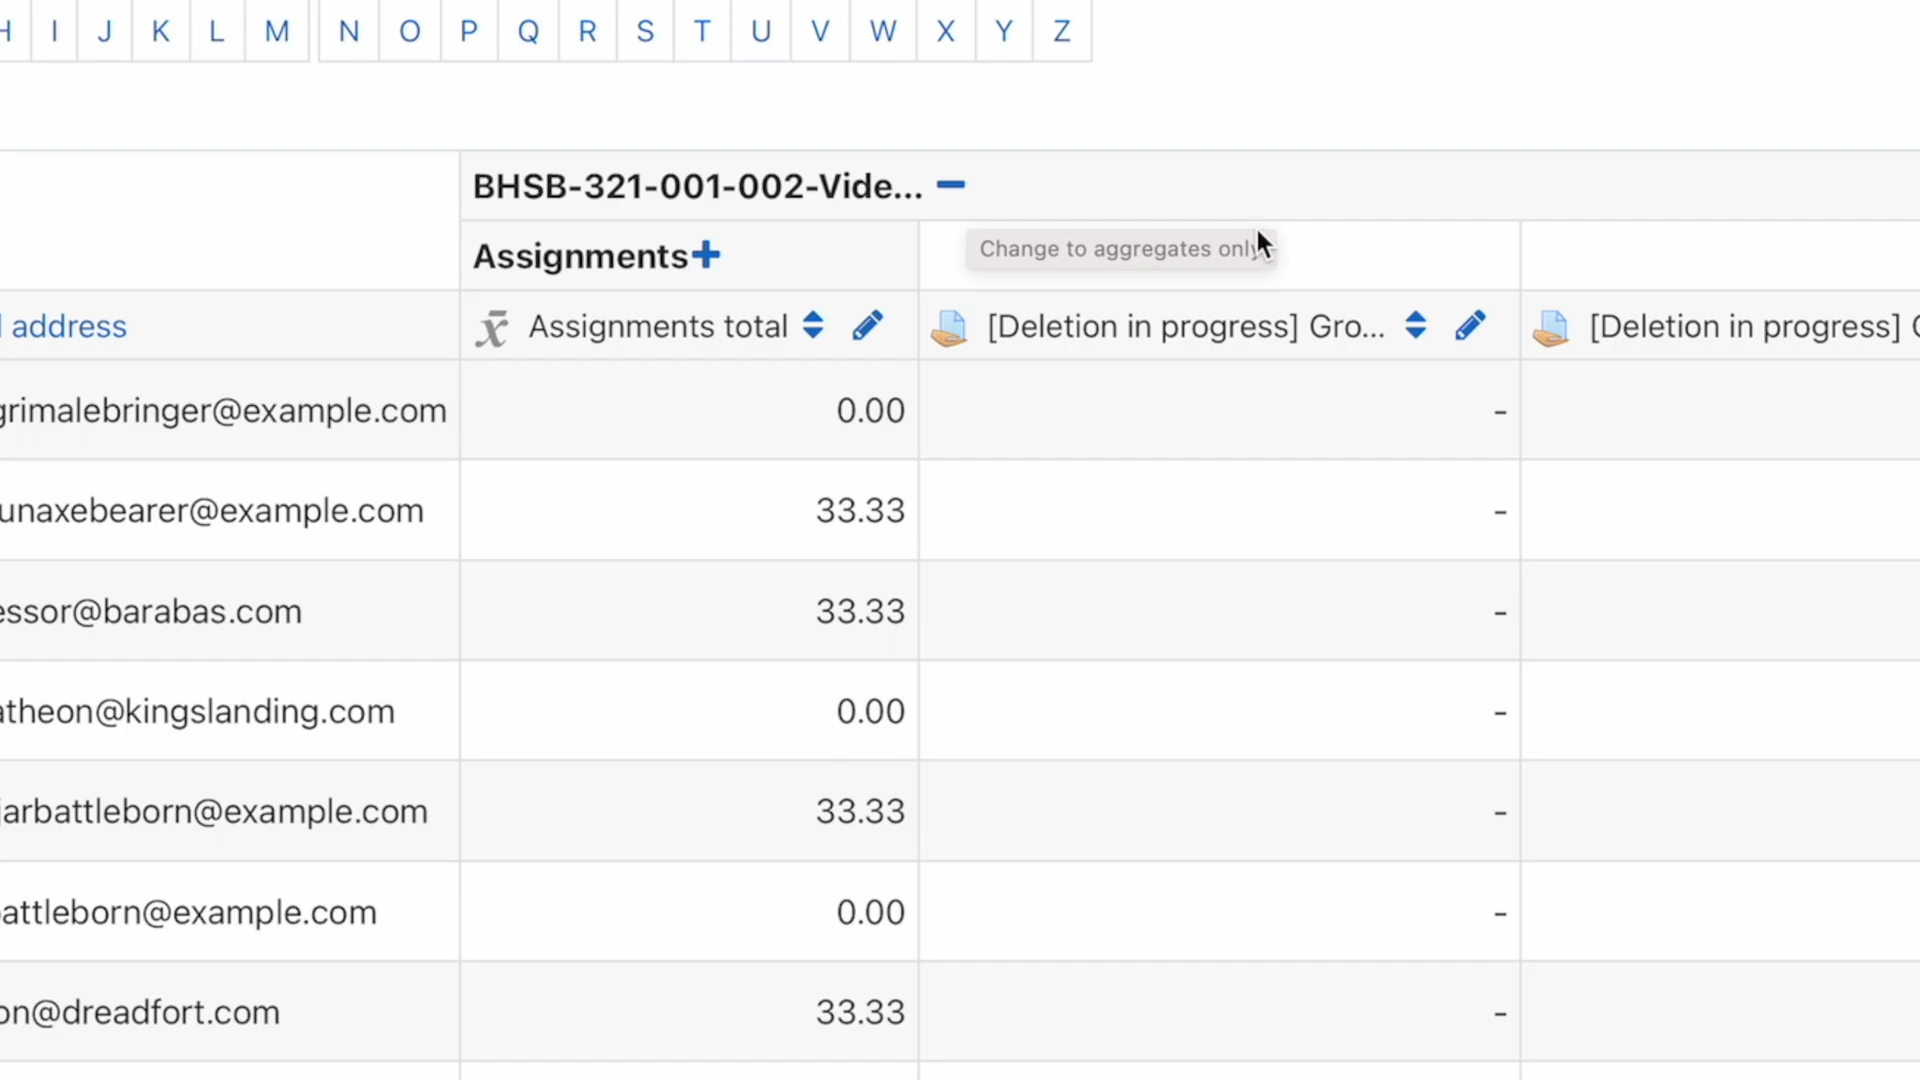 H I J K L M N O P Q R S T U V W X Y Z
BHSB-321-001-002-Vide...
Assignments
Change to aggregates only
address Assignments total [Deletion in progress] Gro... [Deletion in progress]
grimalebringer@example.com 0.00 -
unaxebearer@example.com 33.33 -
essor@barabas.com 33.33 -
atheon@kingslanding.com 0.00 -
jarbattleborn@example.com 33.33 -
battleborn@example.com 0.00 -
on@dreadfort.com 33.33 -